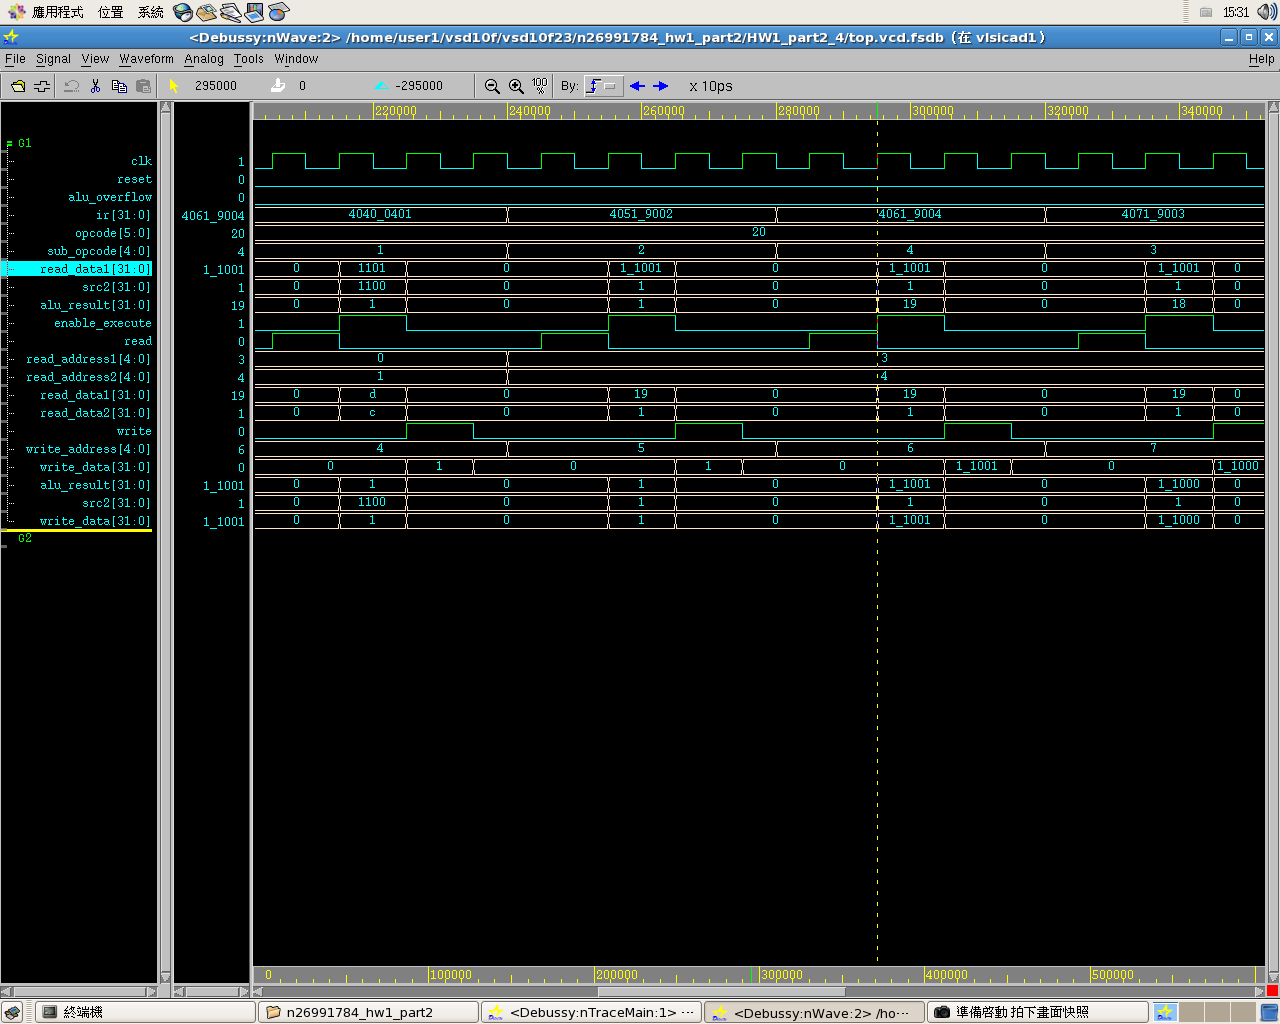 應用程式 位置 系統 15:31
<Debussy:nWave:2> /home/user1/vsd10f/vsd10f23/n26991784_hw1_part2/HW1_part2_4/top.vcd.fsdb (在 vlsicad1)
File Signal View Waveform Analog Tools Window Help
295000 0 -295000 100 % By: x 10ps
220000 240000 260000 280000 300000 320000 340000
G1
clk 1
reset 0
alu_overflow 0
ir[31:0] 4061_9004 4040_0401 4051_9002 4061_9004 4071_9003
opcode[5:0] 20 20
sub_opcode[4:0] 4 1 2 4 3
read_data1[31:0] 1_1001 0 1101 0 1_1001 0 1_1001 0 1_1001 0
src2[31:0] 1 0 1100 0 1 0 1 0 1 0
alu_result[31:0] 19 0 1 0 1 0 19 0 18 0
enable_execute 1
read 0
read_address1[4:0] 3 0 3
read_address2[4:0] 4 1 4
read_data1[31:0] 19 0 d 0 19 0 19 0 19 0
read_data2[31:0] 1 0 c 0 1 0 1 0 1 0
write 0
write_address[4:0] 6 4 5 6 7
write_data[31:0] 0 0 1 0 1 0 1_1001 0 1_1000
alu_result[31:0] 1_1001 0 1 0 1 0 1_1001 0 1_1000 0
src2[31:0] 1 0 1100 0 1 0 1 0 1 0
write_data[31:0] 1_1001 0 1 0 1 0 1_1001 0 1_1000 0
G2
0 100000 200000 300000 400000 500000
終端機 n26991784_hw1_part2 <Debussy:nTraceMain:1> ··· <Debussy:nWave:2> /ho··· 準備啓動 拍下畫面快照